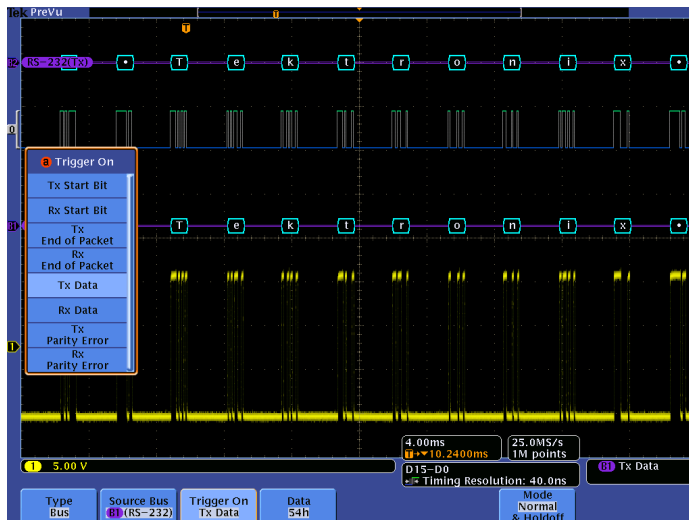 Tek PreVu
T
T
B2 RS-232(Tx) • T e k t r o n i x •
0
a Trigger On
Tx Start Bit
Rx Start Bit
Tx
End of Packet
Rx
End of Packet
Tx Data
Rx Data
Tx
Parity Error
Rx
Parity Error
B1 T e k t r o n i x •
1
4.00ms
T→▼10.2400ms
25.0MS/s
1M points
1 5.00 V
D15-D0
Timing Resolution: 40.0ns
B1 Tx Data
Type
Bus
Source Bus
B1 (RS-232)
Trigger On
Tx Data
Data
54h
Mode
Normal
& Holdoff